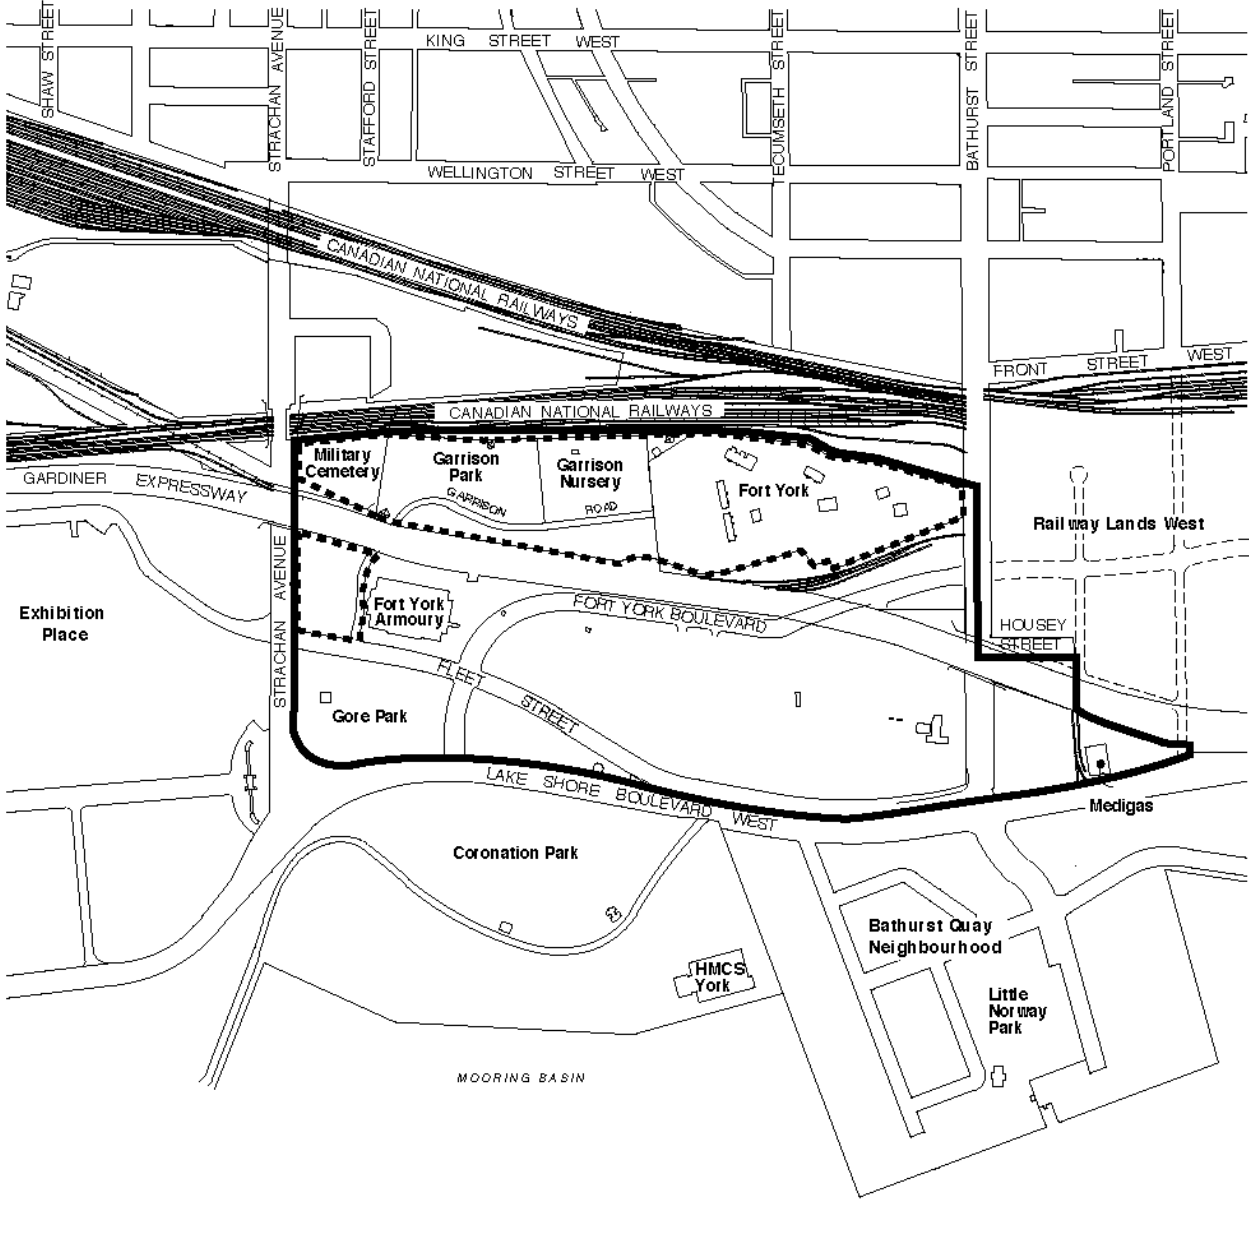 SHAW STREET
STRACHAN AVENUE
STAFFORD STREET
KING STREET WEST
TECUMSETH STREET
BATHURST STREET
PORTLAND STREET
WELLINGTON STREET WEST
CANADIAN NATIONAL RAILWAYS
FRONT STREET WEST
CANADIAN NATIONAL RAILWAYS
GARDINER EXPRESSWAY
Military
Cemetery
Garrison
Park
Garrison
Nursery
Fort York
GARRISON ROAD
Railway Lands West
STRACHAN AVENUE
Exhibition
Place
Fort York
Armoury
FORT YORK BOULEVARD
HOUSEY
STREET
FLEET STREET
Gore Park
LAKE SHORE BOULEVARD WEST
Medigas
Coronation Park
Bathurst Quay
Neighbourhood
HMCS
York
Little
Norway
Park
MOORING BASIN